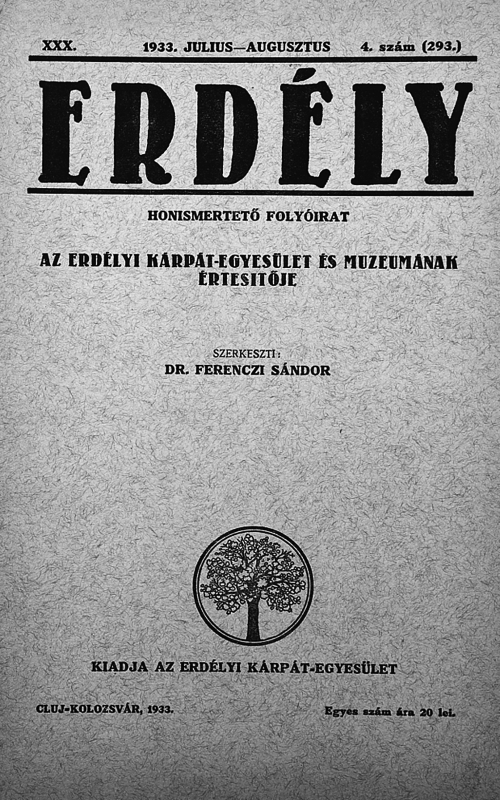 XXX. 1933. JULIUS—AUGUSZTUS 4. szám (293.)
ERDÉLY
HONISMERTETŐ FOLYÓIRAT
AZ ERDÉLYI KÁRPÁT-EGYESÜLET ÉS MUZEUMÁNAK
ÉRTESITŐJE
SZERKESZTI:
DR. FERENCZI SÁNDOR
KIADJA AZ ERDÉLYI KÁRPÁT-EGYESÜLET
CLUJ-KOLOZSVÁR, 1933. Egyes szám ára 20 lei.